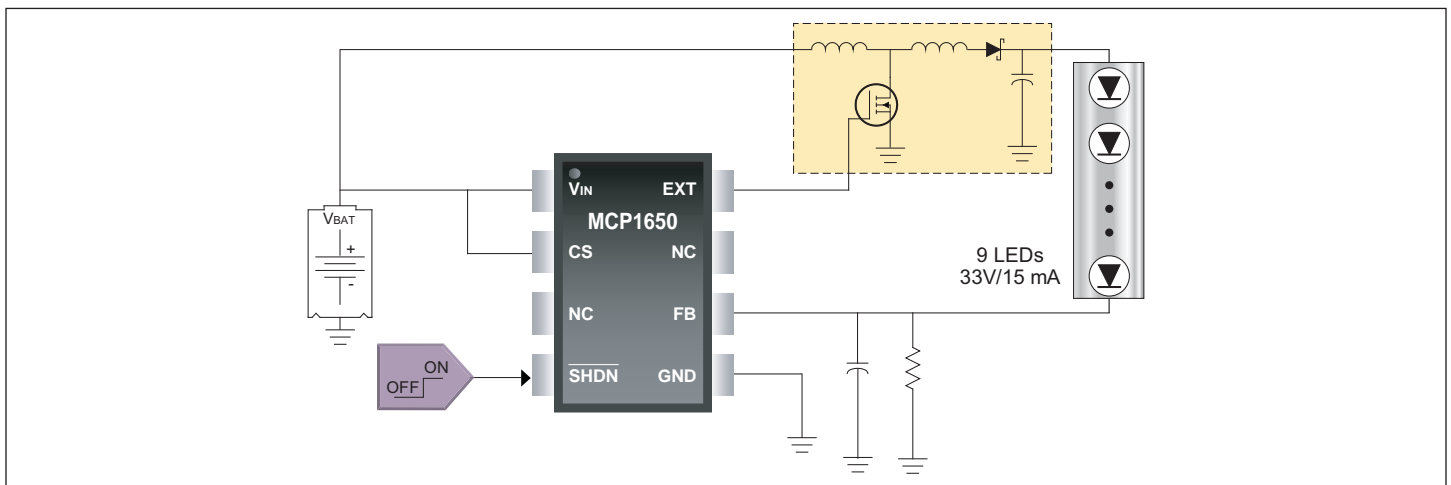 VBAT
+
-
VIN
EXT
MCP1650
CS
NC
NC
FB
SHDN
GND
OFF
ON
9 LEDs
33V/15 mA